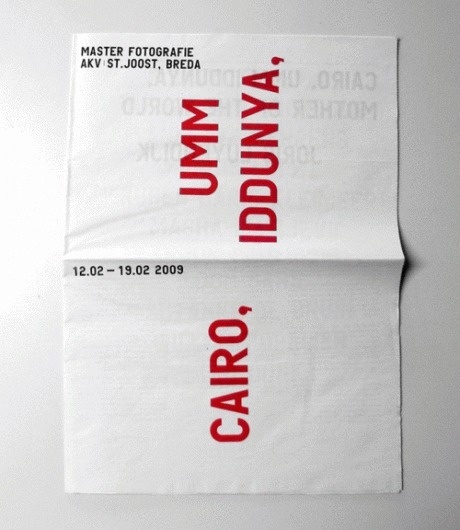 MASTER FOTOGRAFIE
AKV|ST.JOOST, BREDA
CAIRO,
UMM
IDDUNYA,
12.02 – 19.02 2009